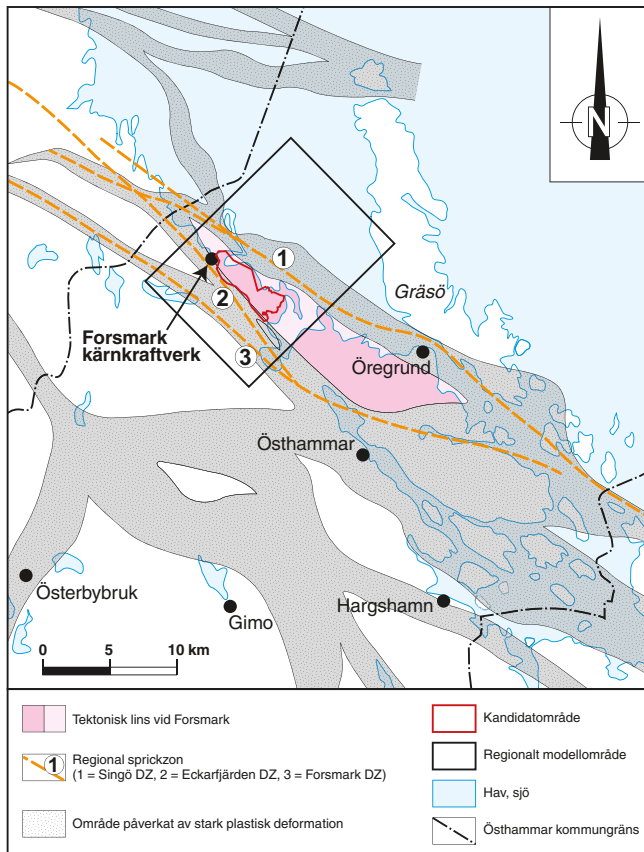 N
1
Gräsö
2
Forsmark
kärnkraftverk
3
Öregrund
Östhammar
Österbybruk
Gimo
Hargshamn
0 5 10 km
Tektonisk lins vid Forsmark
1
Regional sprickzon
(1 = Singö DZ, 2 = Eckarfjärden DZ, 3 = Forsmark DZ)
Område påverkat av stark plastisk deformation
Kandidatområde
Regionalt modellområde
Hav, sjö
Östhammar kommungräns